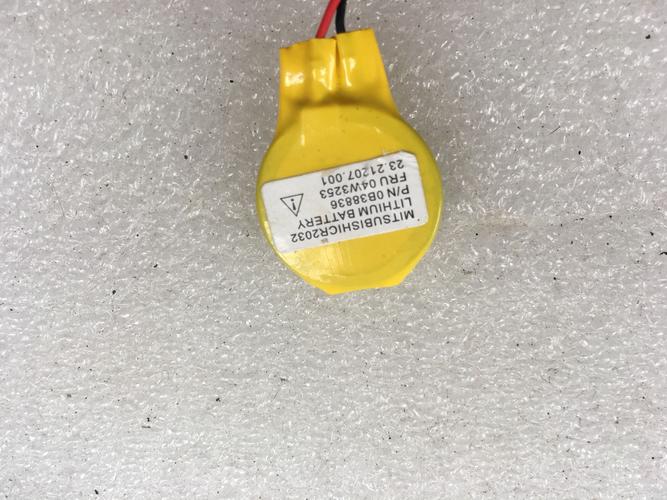 MITSUBISHICR2032
LITHIUM BATTERY
P/N 0B38836
FRU 04W3253
23.21207.001